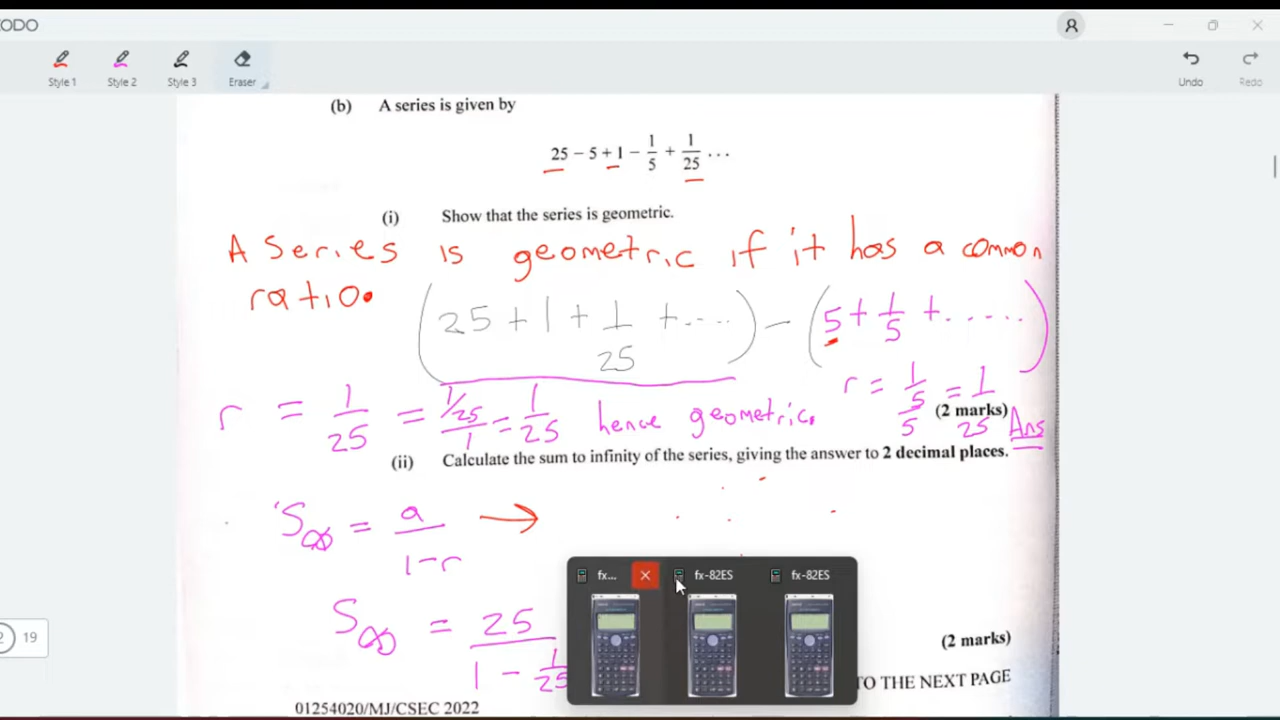 ODO
Style 1 Style 2 Style 3 Eraser Undo Redo
(b) A series is given by
25 − 5 + 1 − 1/5 + 1/25 ...
(i) Show that the series is geometric.
A Series is geometric if it has a common
ratio.
(25 + 1 + 1/25 + ....) − (5 + 1/5 + .....)
r = 1/25 = 1/25/1 = 1/25 hence geometric. r = 1/5/5 = 1/25 Ans
(2 marks)
(ii) Calculate the sum to infinity of the series, giving the answer to 2 decimal places.
S∞ = a/1-r →
fx... fx-82ES fx-82ES
S∞ = 25/1 - 1/25
2 19
(2 marks)
TO THE NEXT PAGE
01254020/MJ/CSEC 2022